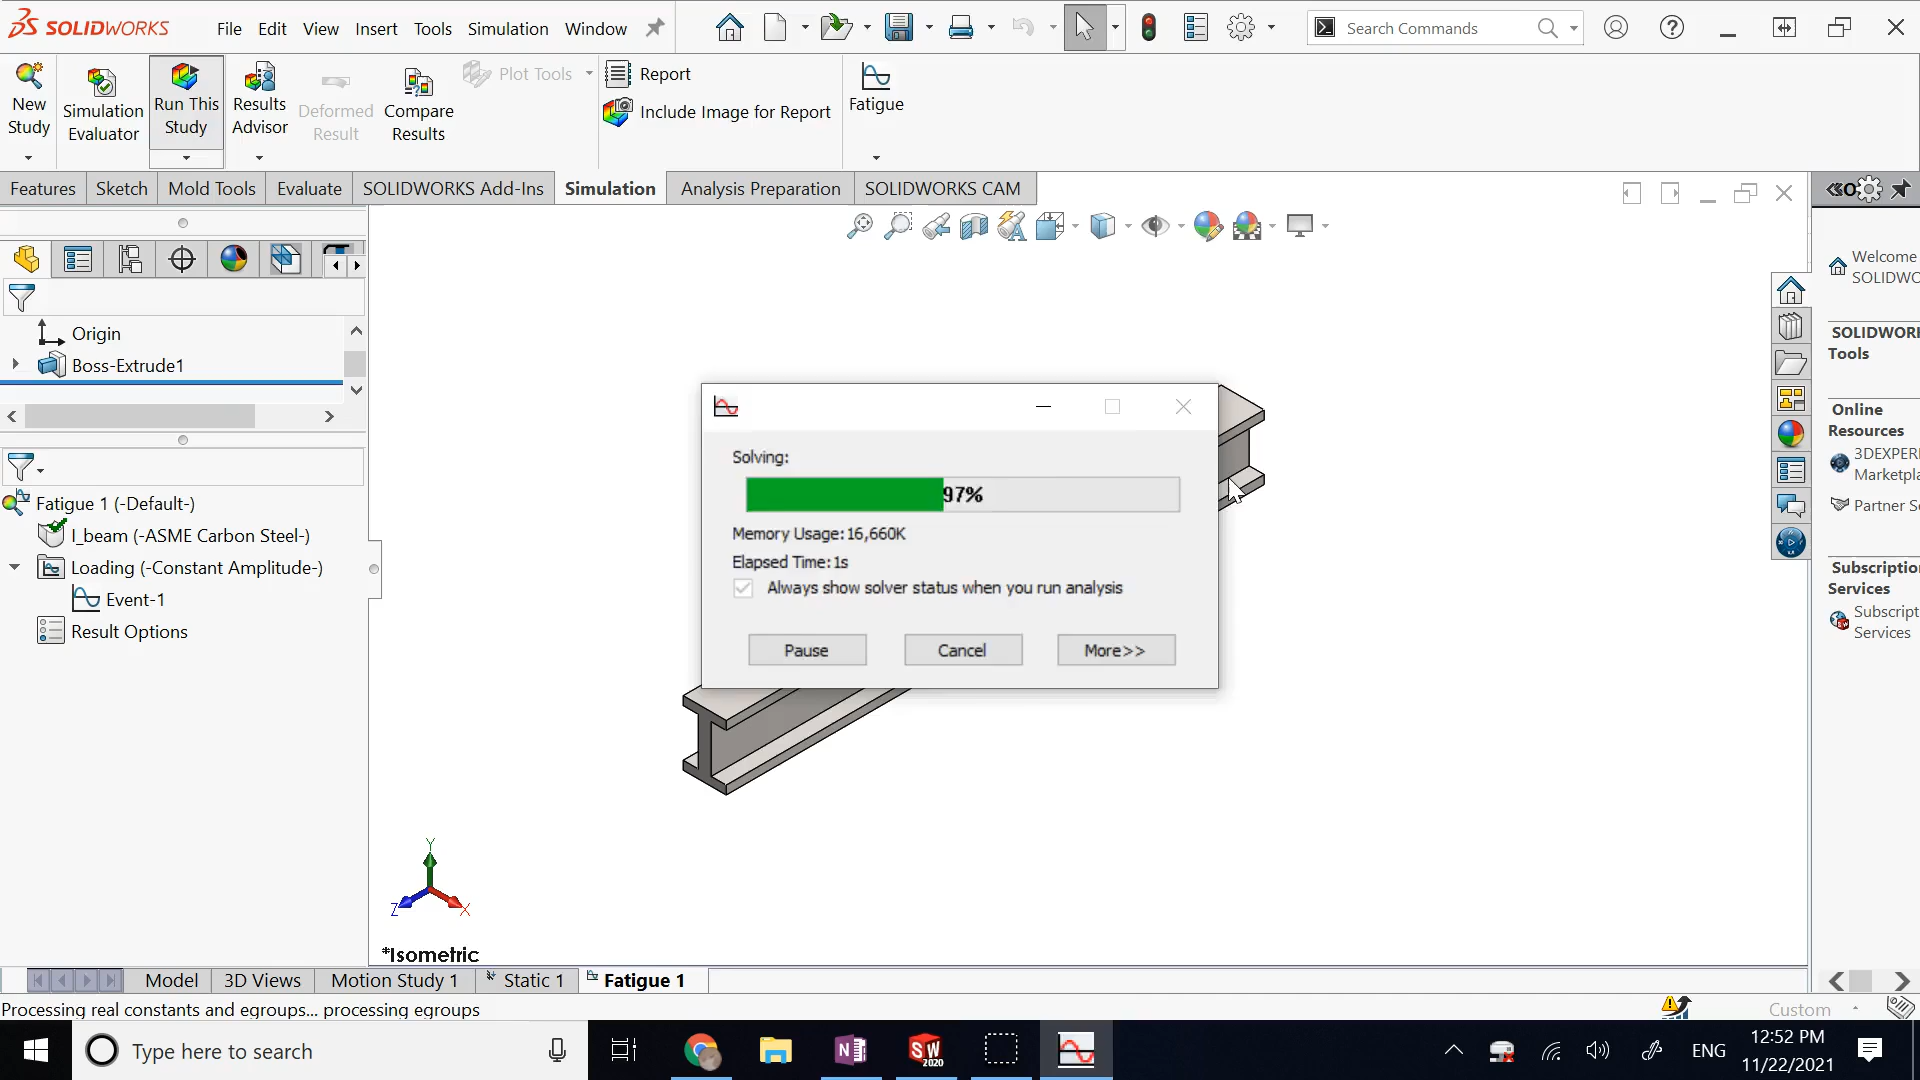 SOLIDWORKS
File Edit View Insert Tools Simulation Window
Search Commands
New Study
Simulation Evaluator
Run This Study
Results Advisor
Deformed Result
Compare Results
Plot Tools
Report
Include Image for Report
Fatigue
Features Sketch Mold Tools Evaluate SOLIDWORKS Add-Ins Simulation Analysis Preparation SOLIDWORKS CAM
Origin
Boss-Extrude1
Fatigue 1 (-Default-)
I_beam (-ASME Carbon Steel-)
Loading (-Constant Amplitude-)
Event-1
Result Options
Solving:
97%
Memory Usage:16,660K
Elapsed Time:1s
Always show solver status when you run analysis
Pause Cancel More>>
Y
Z
X
*Isometric
Welcome
SOLIDWO
SOLIDWORK
Tools
Online
Resources
3DEXPERI
Marketpla
Partner So
Subscriptio
Services
Subscript
Services
Model 3D Views Motion Study 1 Static 1 Fatigue 1
Processing real constants and egroups... processing egroups
Custom
Type here to search
N
SW
2020
ENG
12:52 PM
11/22/2021